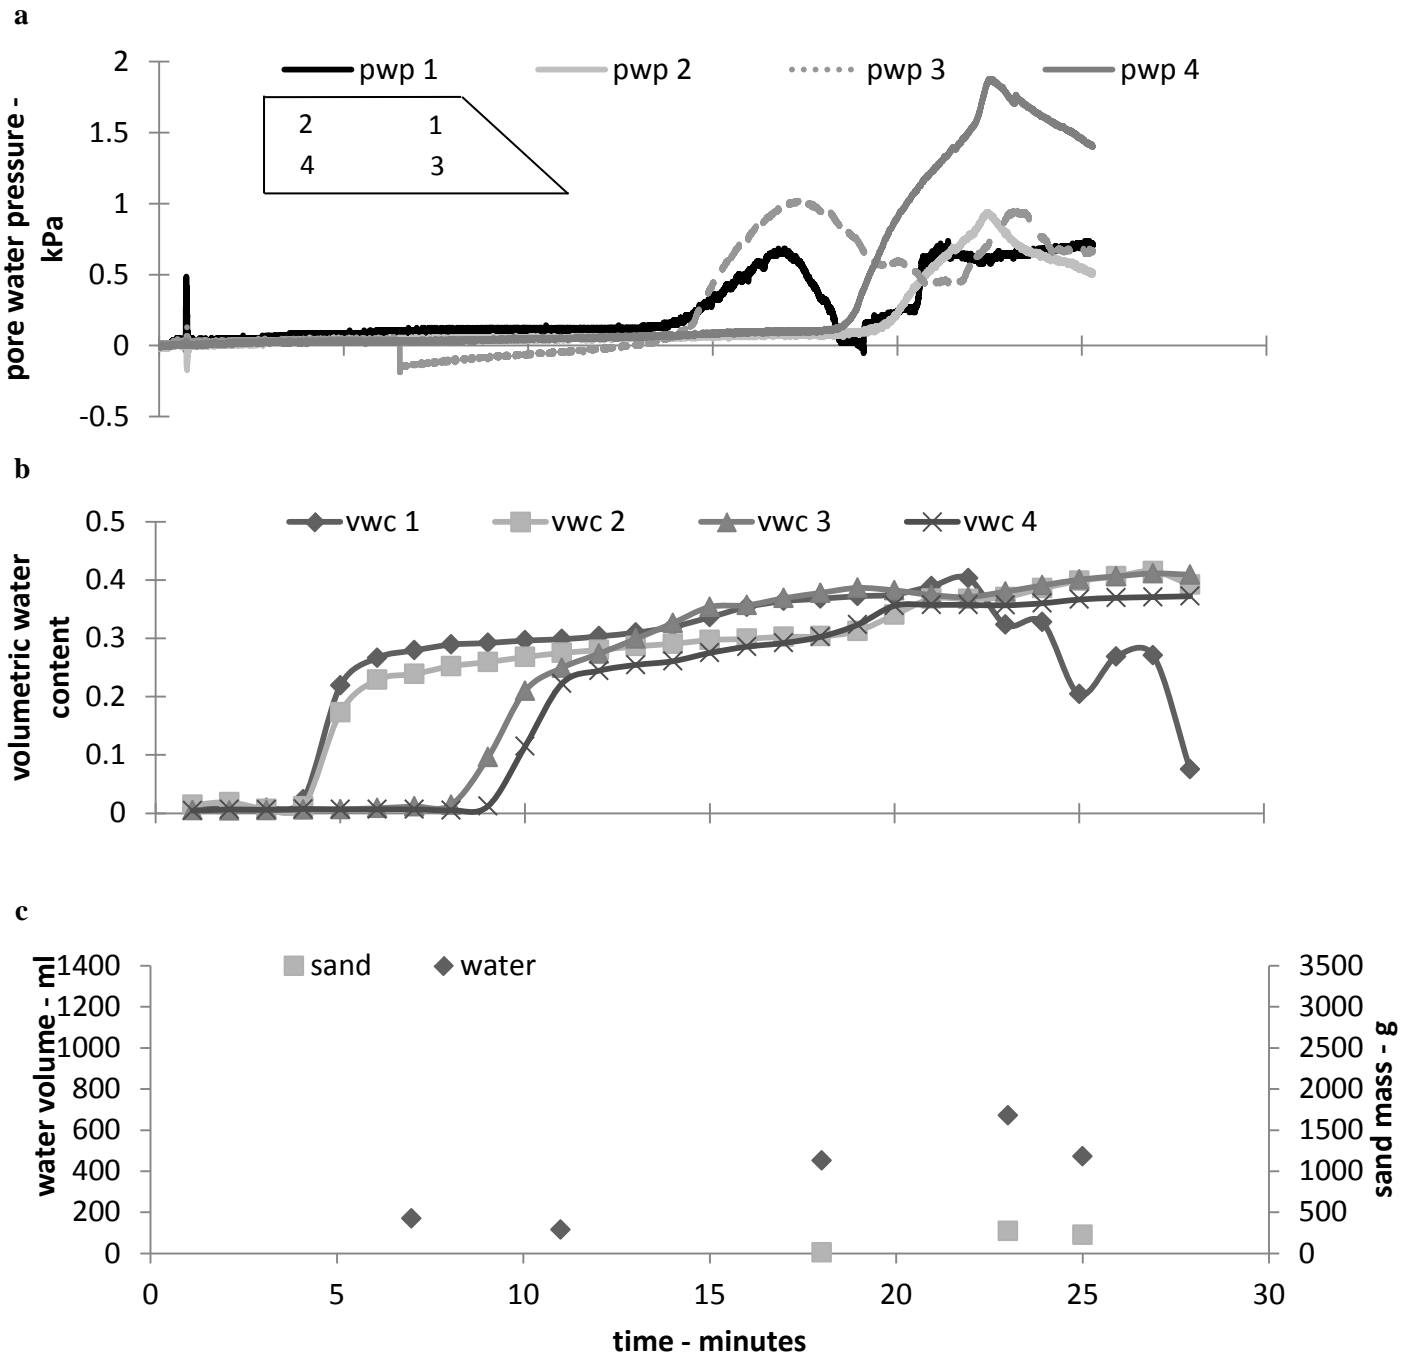 a
pore water pressure -
kPa
2
1.5
1
0.5
0
-0.5
pwp 1
pwp 2
pwp 3
pwp 4
2 1
4 3
b
volumetric water
content
0.5
0.4
0.3
0.2
0.1
0
vwc 1
vwc 2
vwc 3
vwc 4
c
water volume - ml
1400
1200
1000
800
600
400
200
0
sand
water
3500
3000
2500
2000
1500
1000
500
0
sand mass - g
0 5 10 15 20 25 30
time - minutes